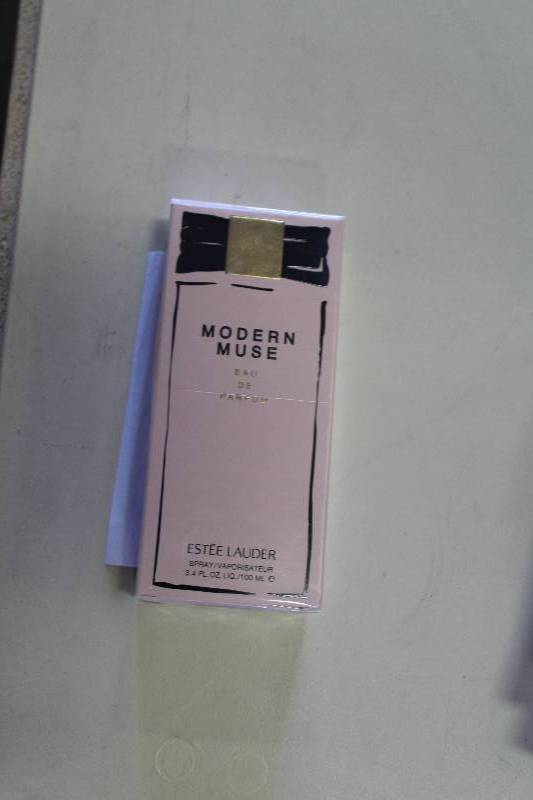 MODERN
MUSE
EAU
DE
PARFUM
ESTĒE LAUDER
SPRAY/VAPORISATEUR
3.4 FL.OZ.LIQ./100 ML ℮